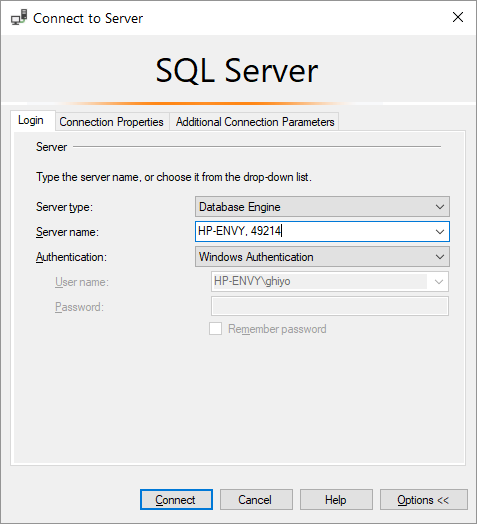 Connect to Server
SQL Server
Login Connection Properties Additional Connection Parameters
Server
Type the server name, or choose it from the drop-down list.
Server type: Database Engine
Server name: HP-ENVY, 49214
Authentication: Windows Authentication
User name: HP-ENVY\ghiyo
Password:
Remember password
Connect Cancel Help Options <<